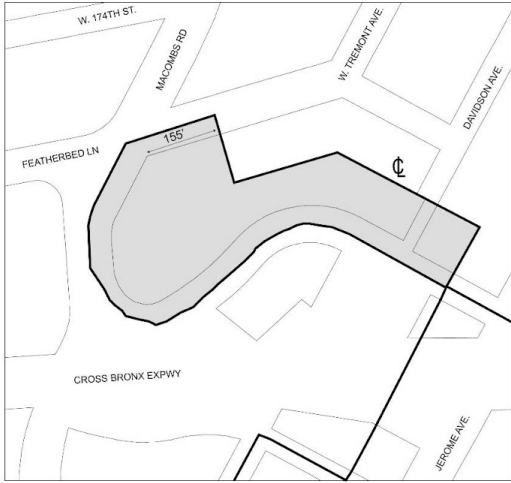 W. 174TH ST.
MACOMBS RD
W. TREMONT AVE.
DAVIDSON AVE.
155'
FEATHERBED LN
℄
CROSS BRONX EXPWY
JEROME AVE.